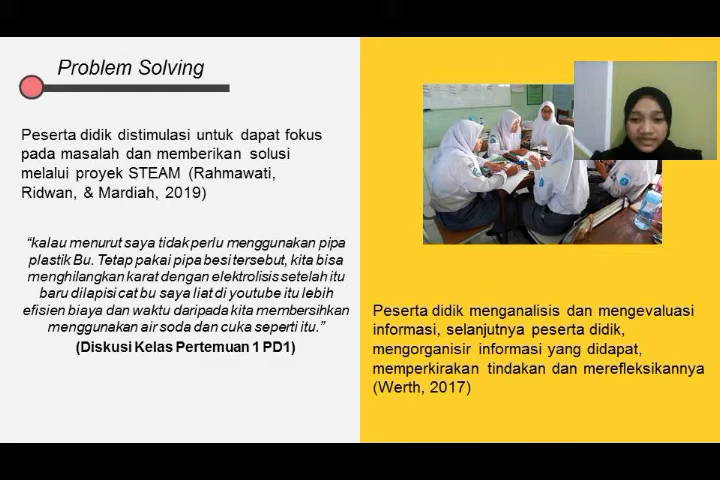 Problem Solving
Peserta didik distimulasi untuk dapat fokus
pada masalah dan memberikan solusi
melalui proyek STEAM (Rahmawati,
Ridwan, & Mardiah, 2019)
“kalau menurut saya tidak perlu menggunakan pipa
plastik Bu. Tetap pakai pipa besi tersebut, kita bisa
menghilangkan karat dengan elektrolisis setelah itu
baru dilapisi cat bu saya liat di youtube itu lebih
efisien biaya dan waktu daripada kita membersihkan
menggunakan air soda dan cuka seperti itu.”
(Diskusi Kelas Pertemuan 1 PD1)
Peserta didik menganalisis dan mengevaluasi
informasi, selanjutnya peserta didik,
mengorganisir informasi yang didapat,
memperkirakan tindakan dan merefleksikannya
(Werth, 2017)